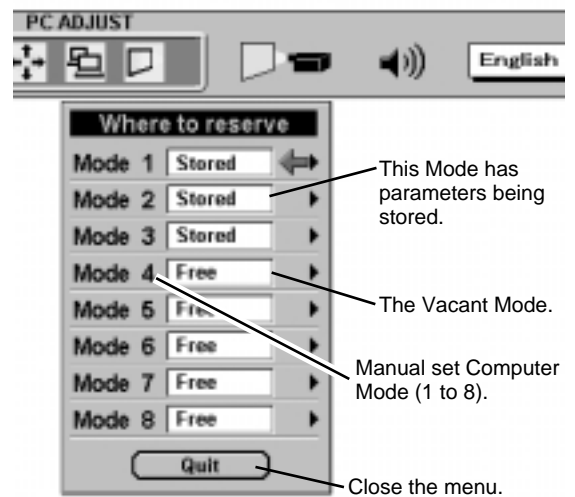 PC ADJUST
English
Where to reserve
Mode 1 Stored
Mode 2 Stored
Mode 3 Stored
Mode 4 Free
Mode 5 Free
Mode 6 Free
Mode 7 Free
Mode 8 Free
Quit
This Mode has
parameters being
stored.
The Vacant Mode.
Manual set Computer
Mode (1 to 8).
Close the menu.